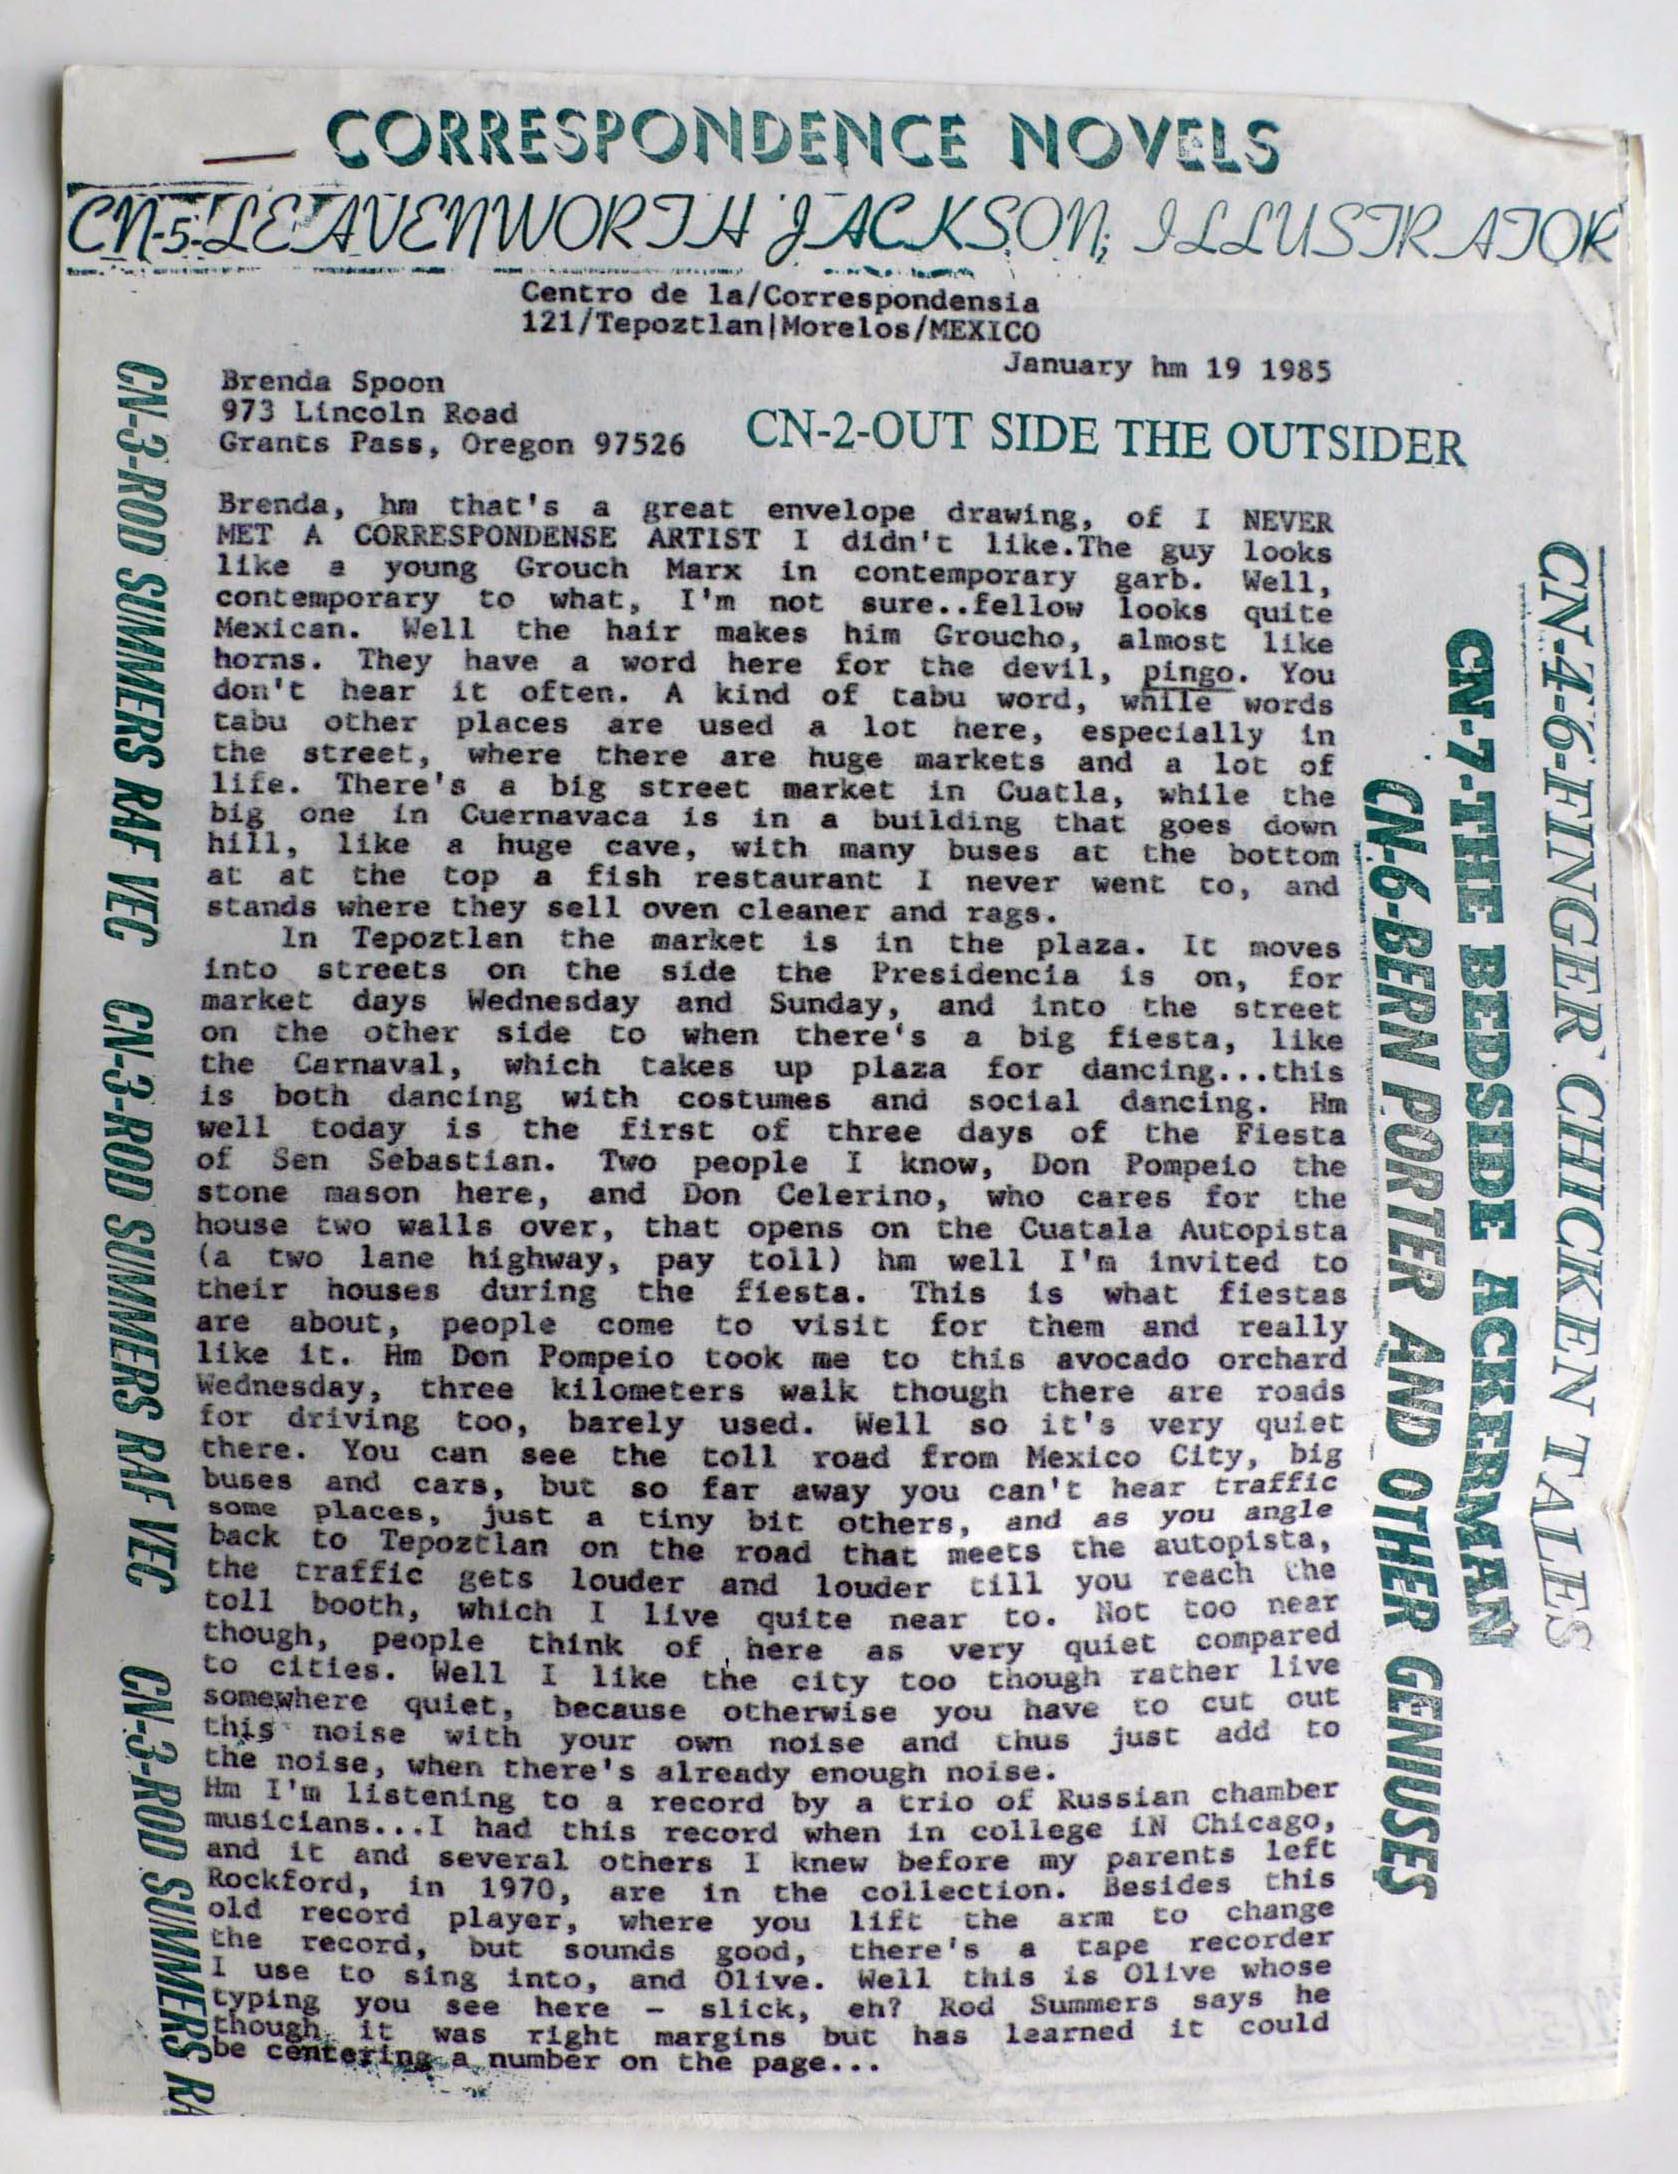 CORRESPONDENCE NOVELS
CN-5-LEAVENWORTH JACKSON, ILLUSTRATOR
Centro de la/Correspondensia
121/Tepoztlan|Morelos/MEXICO
January hm 19 1985
Brenda Spoon
973 Lincoln Road
Grants Pass, Oregon 97526
CN-2-OUT SIDE THE OUTSIDER
Brenda, hm that's a great envelope drawing, of I NEVER
MET A CORRESPONDENSE ARTIST I didn't like.The guy looks
like a young Grouch Marx in contemporary garb. Well,
contemporary to what, I'm not sure..fellow looks quite
Mexican. Well the hair makes him Groucho, almost like
horns. They have a word here for the devil, pingo. You
don't hear it often. A kind of tabu word, while words
tabu other places are used a lot here, especially in
the street, where there are huge markets and a lot of
life. There's a big street market in Cuatla, while the
big one in Cuernavaca is in a building that goes down
hill, like a huge cave, with many buses at the bottom
at at the top a fish restaurant I never went to, and
stands where they sell oven cleaner and rags.
In Tepoztlan the market is in the plaza. It moves
into streets on the side the Presidencia is on, for
market days Wednesday and Sunday, and into the street
on the other side to when there's a big fiesta, like
the Carnaval, which takes up plaza for dancing...this
is both dancing with costumes and social dancing. Hm
well today is the first of three days of the Fiesta
of Sen Sebastian. Two people I know, Don Pompeio the
stone mason here, and Don Celerino, who cares for the
house two walls over, that opens on the Cuatala Autopista
(a two lane highway, pay toll) hm well I'm invited to
their houses during the fiesta. This is what fiestas
are about, people come to visit for them and really
like it. Hm Don Pompeio took me to this avocado orchard
Wednesday, three kilometers walk though there are roads
for driving too, barely used. Well so it's very quiet
there. You can see the toll road from Mexico City, big
buses and cars, but so far away you can't hear traffic
some places, just a tiny bit others, and as you angle
back to Tepoztlan on the road that meets the autopista,
the traffic gets louder and louder till you reach the
toll booth, which I live quite near to. Not too near
though, people think of here as very quiet compared
to cities. Well I like the city too though rather live
somewhere quiet, because otherwise you have to cut out
this noise with your own noise and thus just add to
the noise, when there's already enough noise.
Hm I'm listening to a record by a trio of Russian chamber
musicians...I had this record when in college iN Chicago,
and it and several others I knew before my parents left
Rockford, in 1970, are in the collection. Besides this
old record player, where you lift the arm to change
the record, but sounds good, there's a tape recorder
I use to sing into, and Olive. Well this is Olive whose
typing you see here - slick, eh? Rod Summers says he
though it was right margins but has learned it could
be centering a number on the page...
CN-3-ROD SUMMERS RAF VEC CN-3-ROD SUMMERS RAF VEC CN-3-ROD SUMMERS RA
CN-6-BERN PORTER AND OTHER GENIUSES
CN-7-THE BEDSIDE ACKERMAN
CN-4-6-FINGER CHICKEN TALES